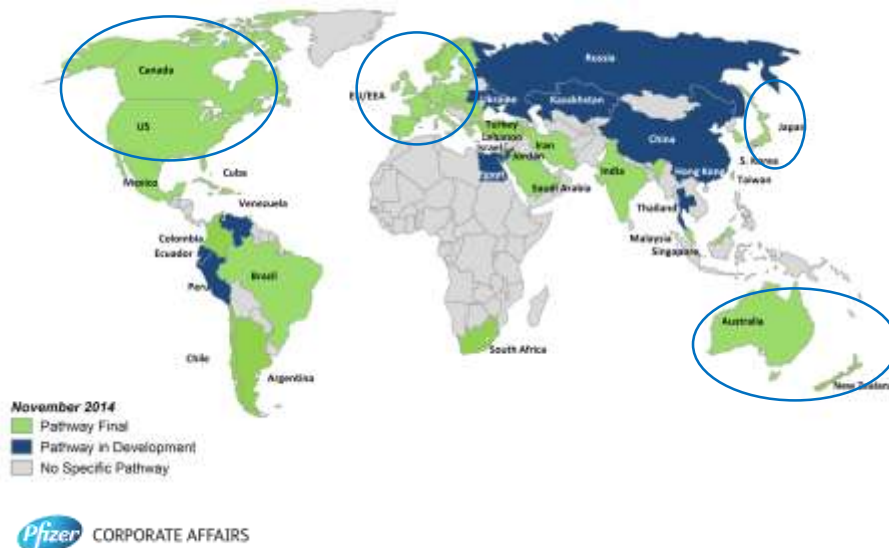 Canada
US
Mexico
Cuba
Venezuela
Colombia
Ecuador
Peru
Brazil
Chile
Argentina
EU/EEA
Russia
Ukraine
Kazakhstan
Turkey
Lebanon
Israel
Jordan
Iran
Egypt
Saudi Arabia
India
China
Hong Kong
Japan
S. Korea
Taiwan
Thailand
Malaysia
Singapore
South Africa
Australia
New Zealand
November 2014
Pathway Final
Pathway in Development
No Specific Pathway
Pfizer CORPORATE AFFAIRS